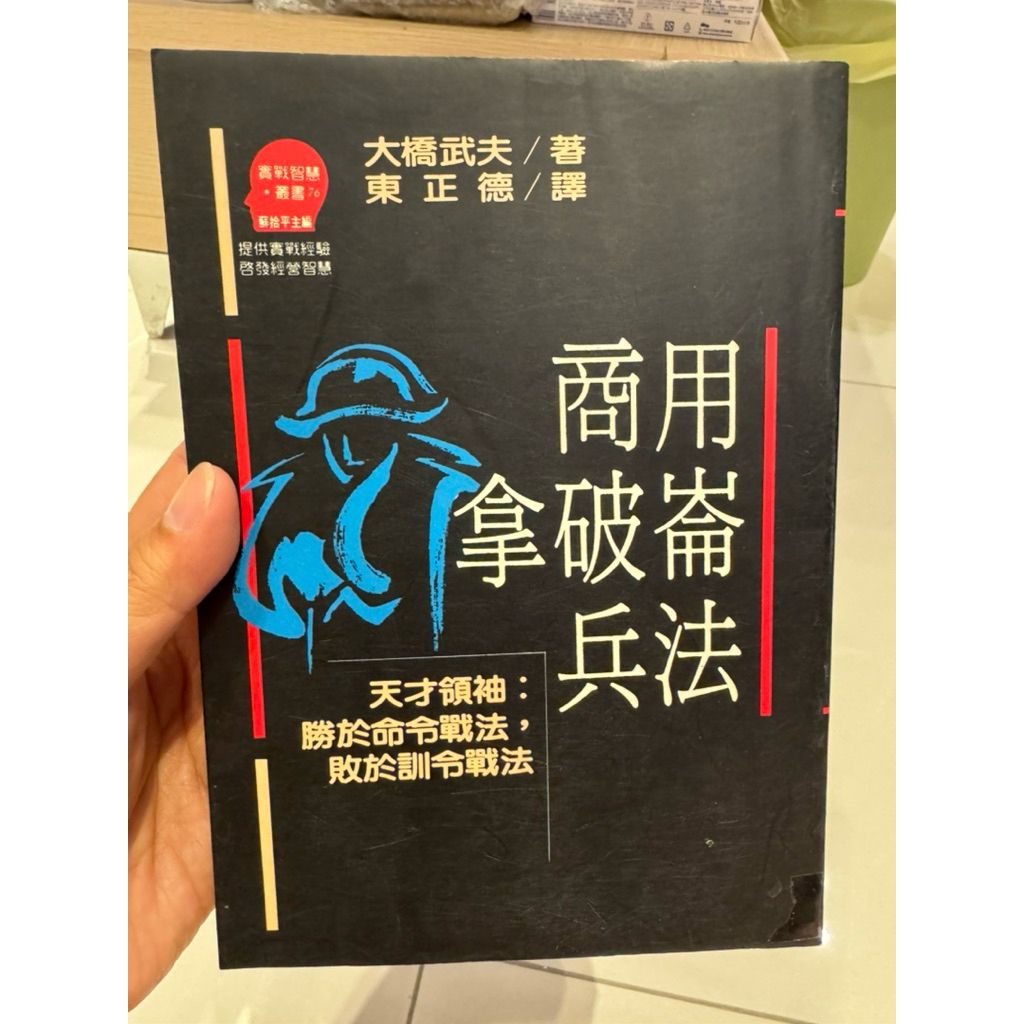 大橋武夫/著
東正德/譯
實戰智慧
·叢書76
蘇拾平主編
提供實戰經驗
啓發經營智慧
商用
拿破崙
兵法
天才領袖:
勝於命令戰法,
敗於訓令戰法